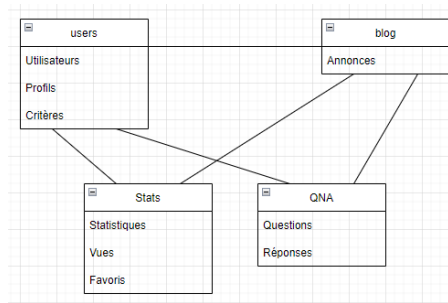 users
Utilisateurs
Profils
Critères
blog
Annonces
Stats
Statistiques
Vues
Favoris
QNA
Questions
Réponses